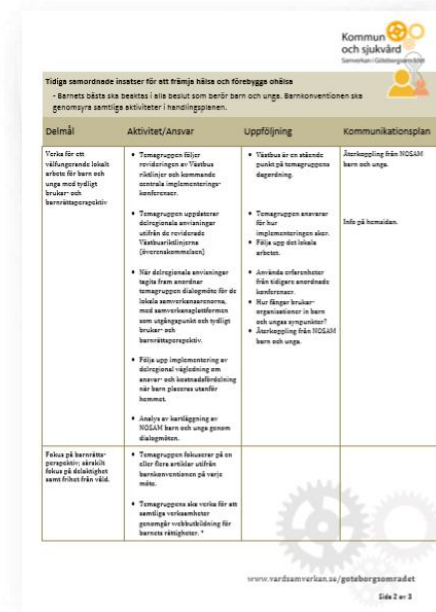 Kommun
och sjukvård
Samverkan i Göteborgsområdet
Tidiga samordnade insatser för att främja hälsa och förebygga ohälsa
- Barnets bästa ska beaktas i alla beslut som berör barn och unga. Barnkonventionen ska
genomsyra samtliga aktiviteter i handlingsplanen.
Delmål
Aktivitet/Ansvar
Uppföljning
Kommunikationsplan
Verka för ett
välfungerande lokalt
arbete för barn och
unga med tydligt
brukar- och
barnrättsperspektiv
• Temagruppen följer
revideringen av Västbus
riktlinjer och kommande
centrala implementerings-
konferenser.
• Temagruppen uppdaterar
delregionala anvisningar
utifrån de reviderade
Västbusriktlinjerna
(överenskommelsen)
• När delregionala anvisningar
tagits fram anordnar
temagruppen dialogmöte för de
lokala samverkansarenorna,
med samverkansplattformen
som utgångspunkt och tydligt
brukar- och
barnrättsperspektiv.
• Följa upp implementering av
delregional vägledning om
ansvar- och kostnadsfördelning
när barn placeras utanför
hemmet.
• Analys av kartläggning av
NOSAM barn och unga genom
dialogmöten.
• Västbus är en stående
punkt på temagruppens
dagordning.
• Temagruppen ansvarar
för hur
implementeringen sker.
• Följa upp det lokala
arbetet.
• Använda erfarenheter
från tidigare anordnade
konferenser.
• Hur fångar brukar-
organisationer in barn
och ungas synpunkter?
• Återkoppling från NOSAM
barn och unga.
Återkoppling från NOSAM
barn och unga.
Info på hemsidan.
Fokus på barnrätts-
perspektiv; särskilt
fokus på delaktighet
samt frihet från våld.
• Temagruppen fokuserar på en
eller flera artiklar utifrån
barnkonventionen på varje
möte.
• Temagruppens ska verka för att
samtliga verksamheter
genomgår webbutbildning för
barnets rättigheter. *
www.vardsamverkan.se/goteborgsomradet
Sida 2 av 3